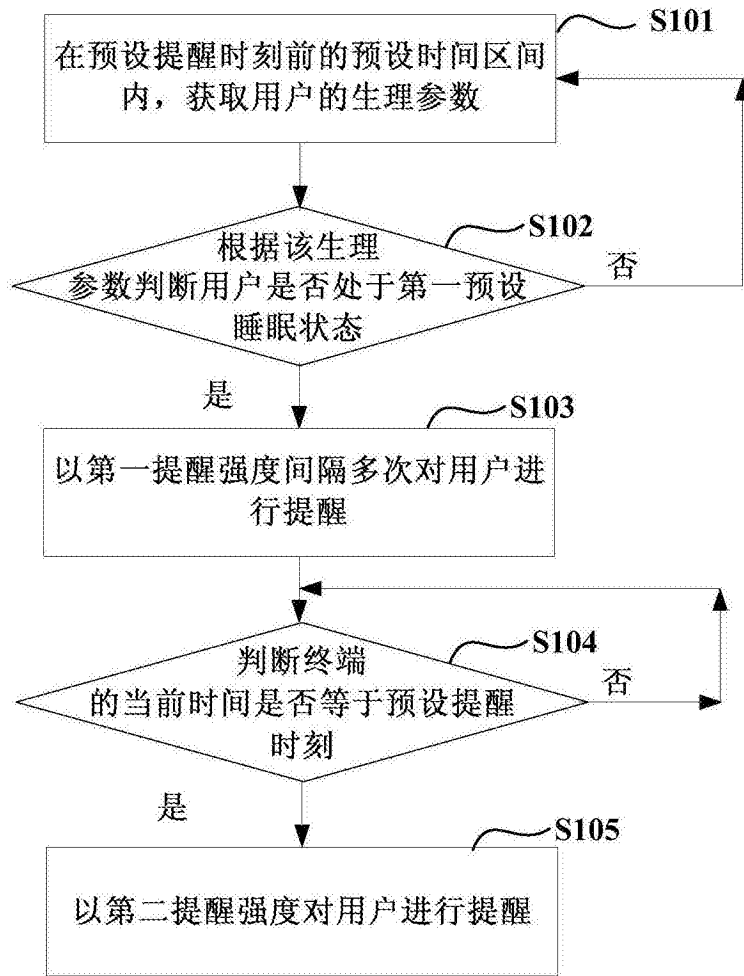 S101
在预设提醒时刻前的预设时间区间
内，获取用户的生理参数
S102
根据该生理
参数判断用户是否处于第一预设
睡眠状态
否
是
S103
以第一提醒强度间隔多次对用户进
行提醒
S104
判断终端
的当前时间是否等于预设提醒
时刻
否
是
S105
以第二提醒强度对用户进行提醒